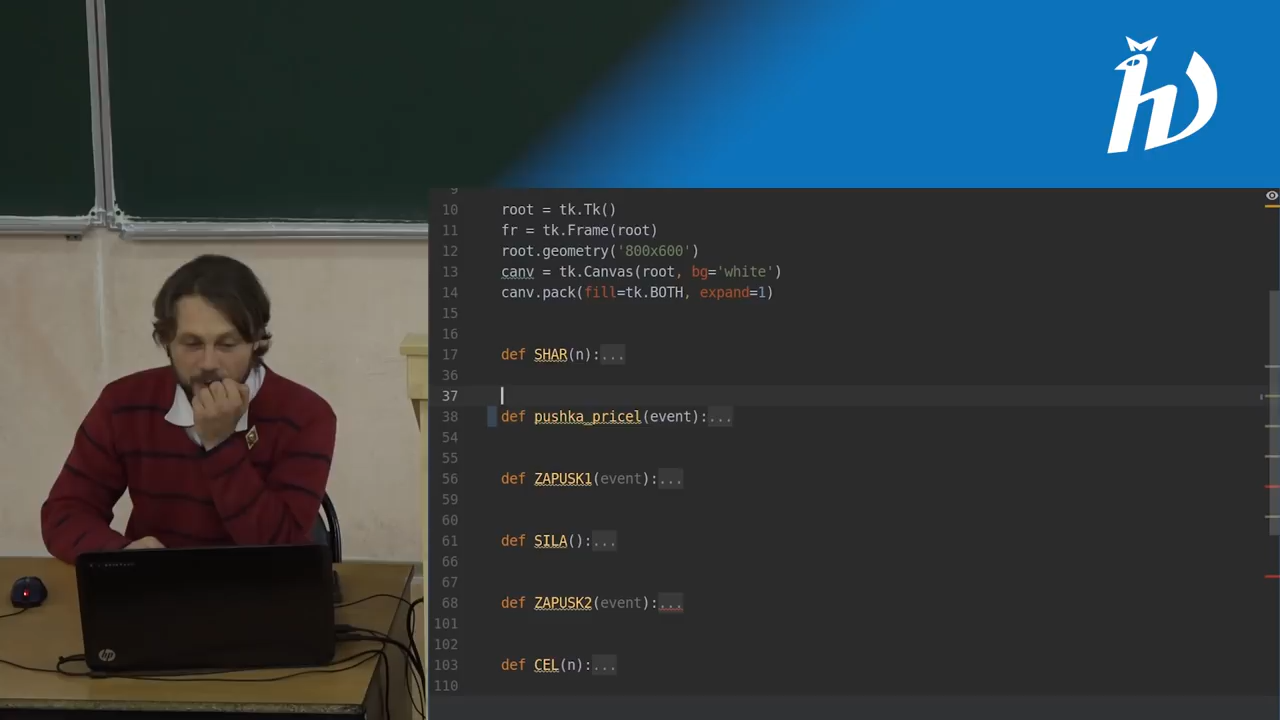 9
10 root = tk.Tk()
11 fr = tk.Frame(root)
12 root.geometry('800x600')
13 canv = tk.Canvas(root, bg='white')
14 canv.pack(fill=tk.BOTH, expand=1)
15
16
17 def SHAR(n):...
36
37
38 def pushka_pricel(event):...
54
55
56 def ZAPUSK1(event):...
59
60
61 def SILA():...
66
67
68 def ZAPUSK2(event):...
101
102
103 def CEL(n):...
110
hp